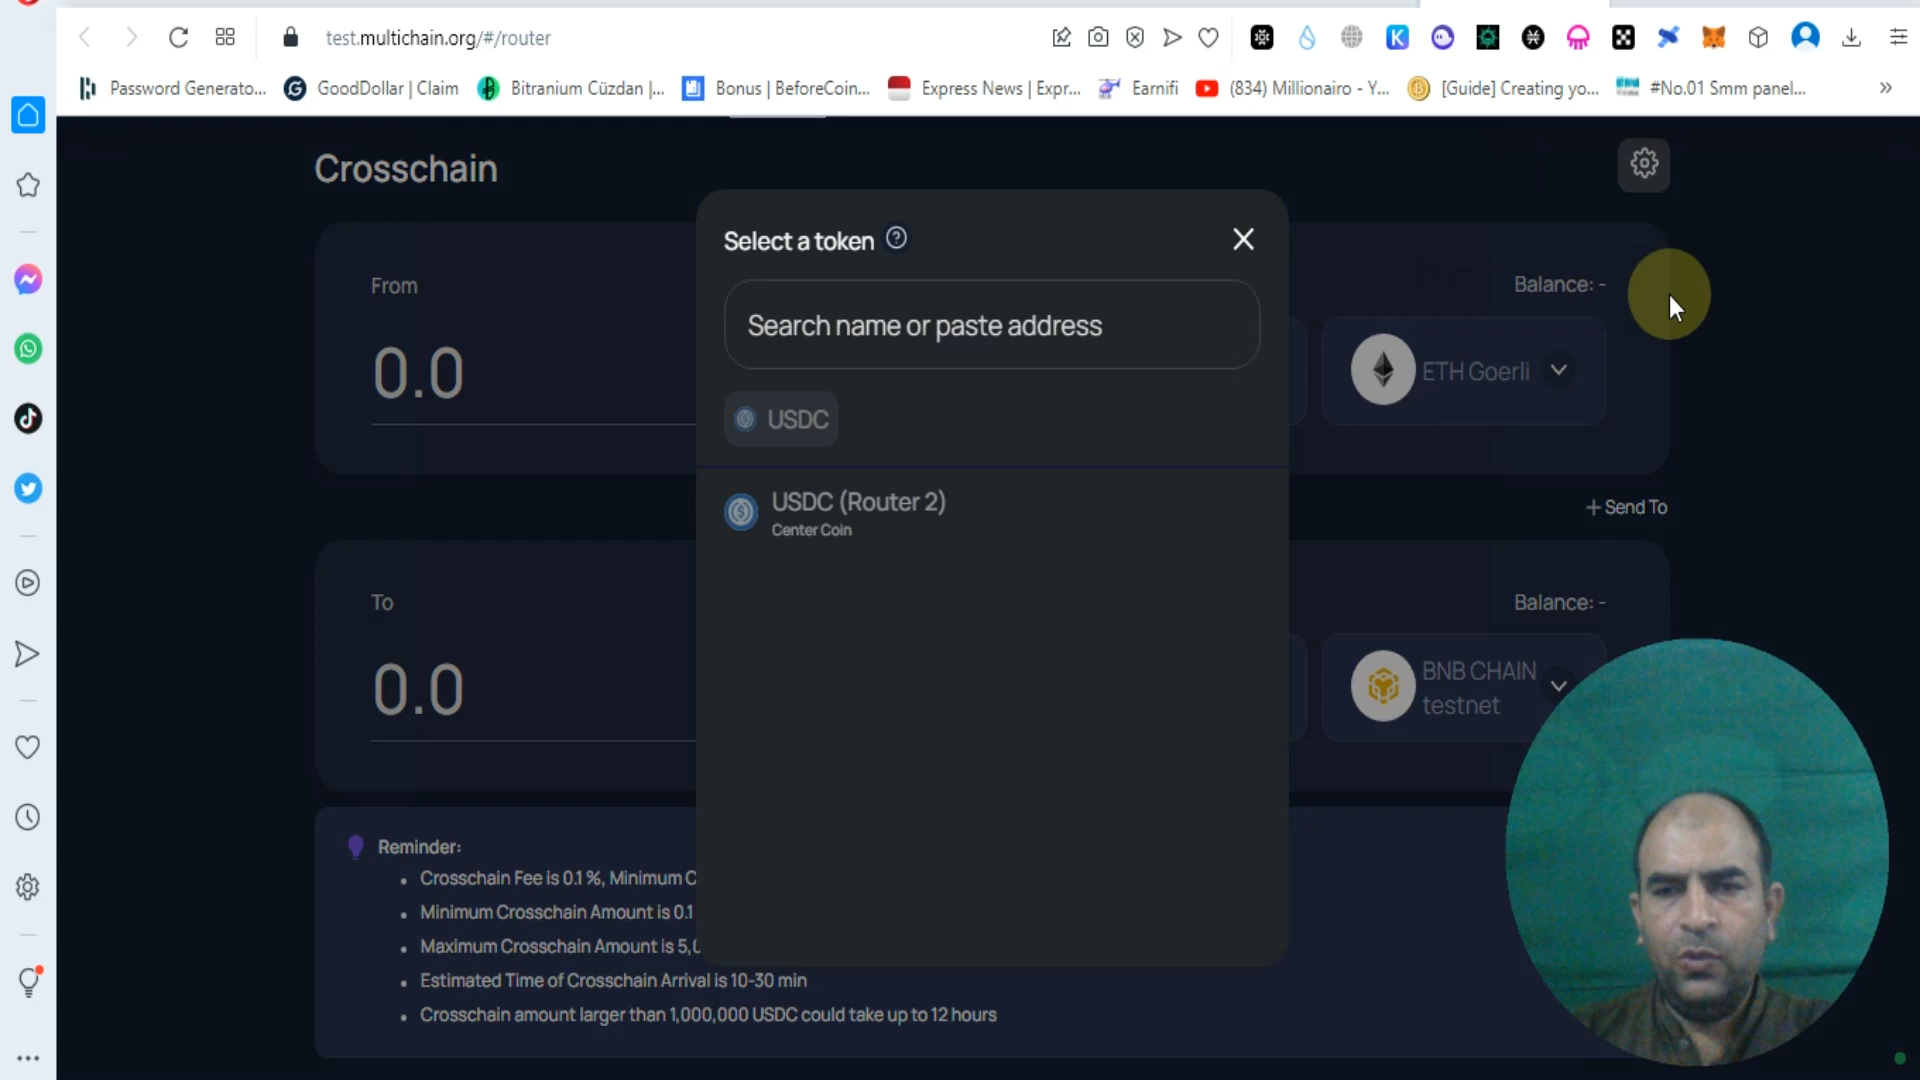 test.multichain.org/#/router
Password Generato...
GoodDollar | Claim
Bitranium Cüzdan |...
Bonus | BeforeCoin...
Express News | Expr...
Earnifi
(834) Millionairo - Y...
[Guide] Creating yo...
#No.01 Smm panel...
Crosschain
Select a token
Search name or paste address
USDC
USDC (Router 2)
Center Coin
From
Balance: -
0.0
ETH Goerli
+ Send To
To
Balance: -
0.0
BNB CHAIN
testnet
Reminder:
Crosschain Fee is 0.1 %, Minimum C
Minimum Crosschain Amount is 0.1
Maximum Crosschain Amount is 5,0
Estimated Time of Crosschain Arrival is 10-30 min
Crosschain amount larger than 1,000,000 USDC could take up to 12 hours